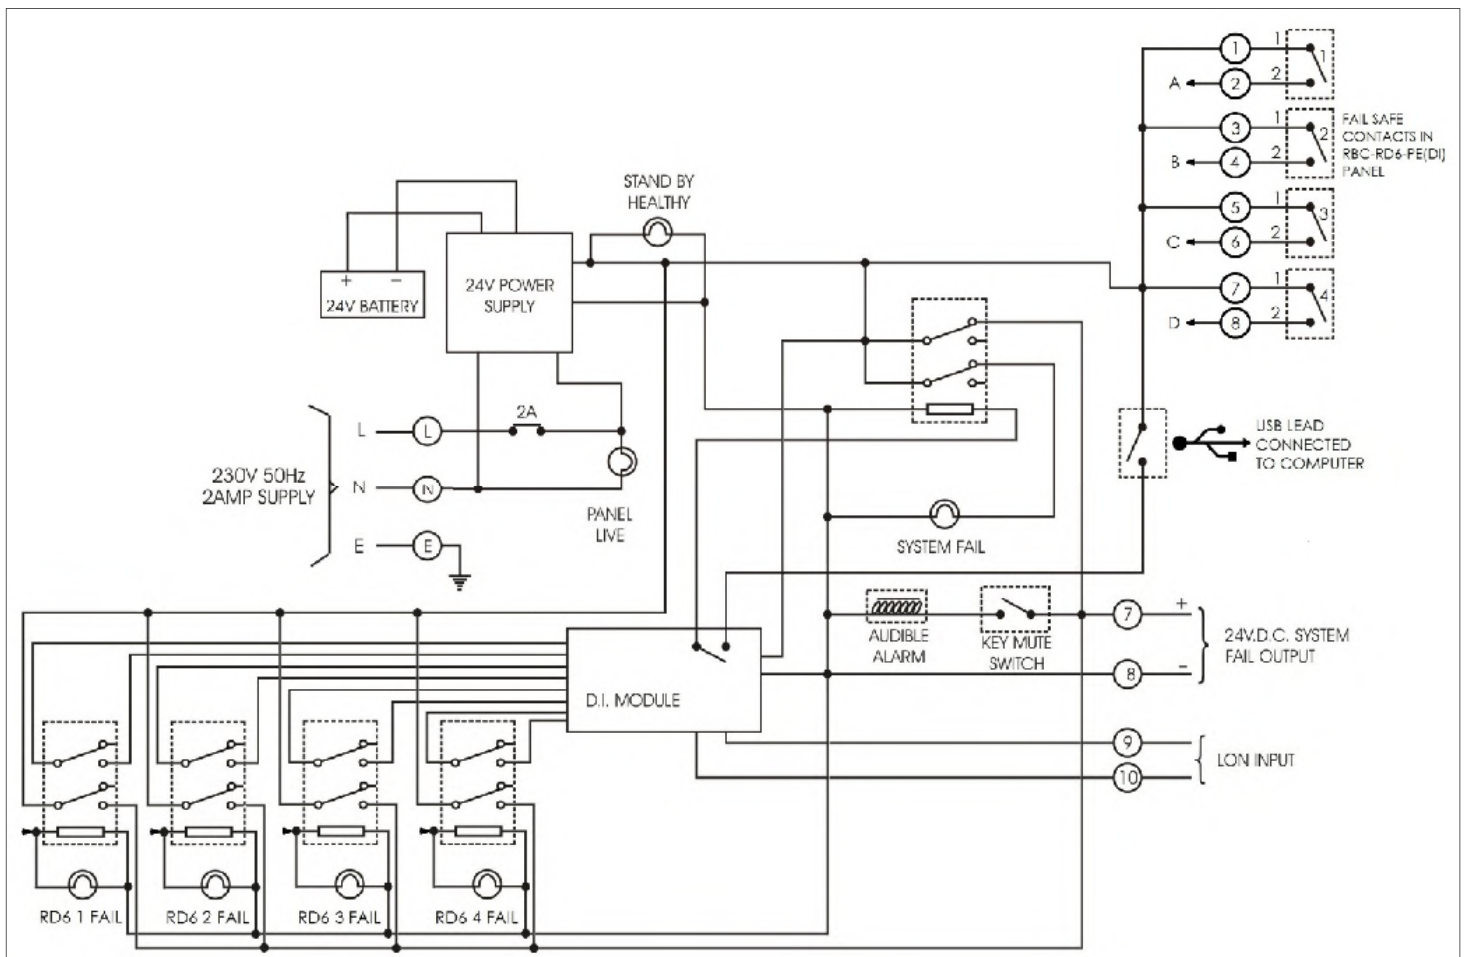 1
1
1
A
2
2
3
1
2
B
4
2
FAIL SAFE
CONTACTS IN
RBC-RD6-PE(DI)
PANEL
5
1
3
C
6
2
7
1
4
D
8
2
STAND BY
HEALTHY
+ −
24V BATTERY
24V POWER
SUPPLY
230V 50Hz
2AMP SUPPLY
L
L
2A
N
N
E
E
PANEL
LIVE
USB LEAD
CONNECTED
TO COMPUTER
SYSTEM FAIL
AUDIBLE
ALARM
KEY MUTE
SWITCH
7
+
8
−
24V.D.C. SYSTEM
FAIL OUTPUT
D.I. MODULE
9
10
LON INPUT
RD6 1 FAIL
RD6 2 FAIL
RD6 3 FAIL
RD6 4 FAIL